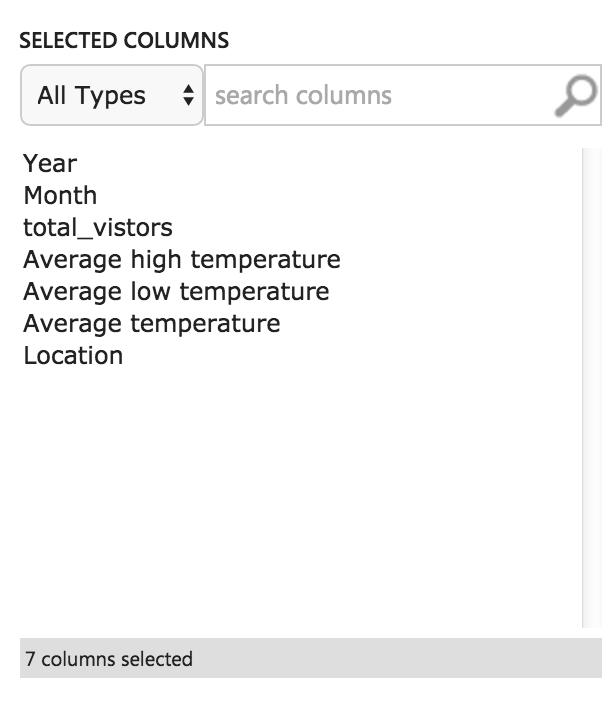 SELECTED COLUMNS
All Types
search columns
Year
Month
total_vistors
Average high temperature
Average low temperature
Average temperature
Location
7 columns selected